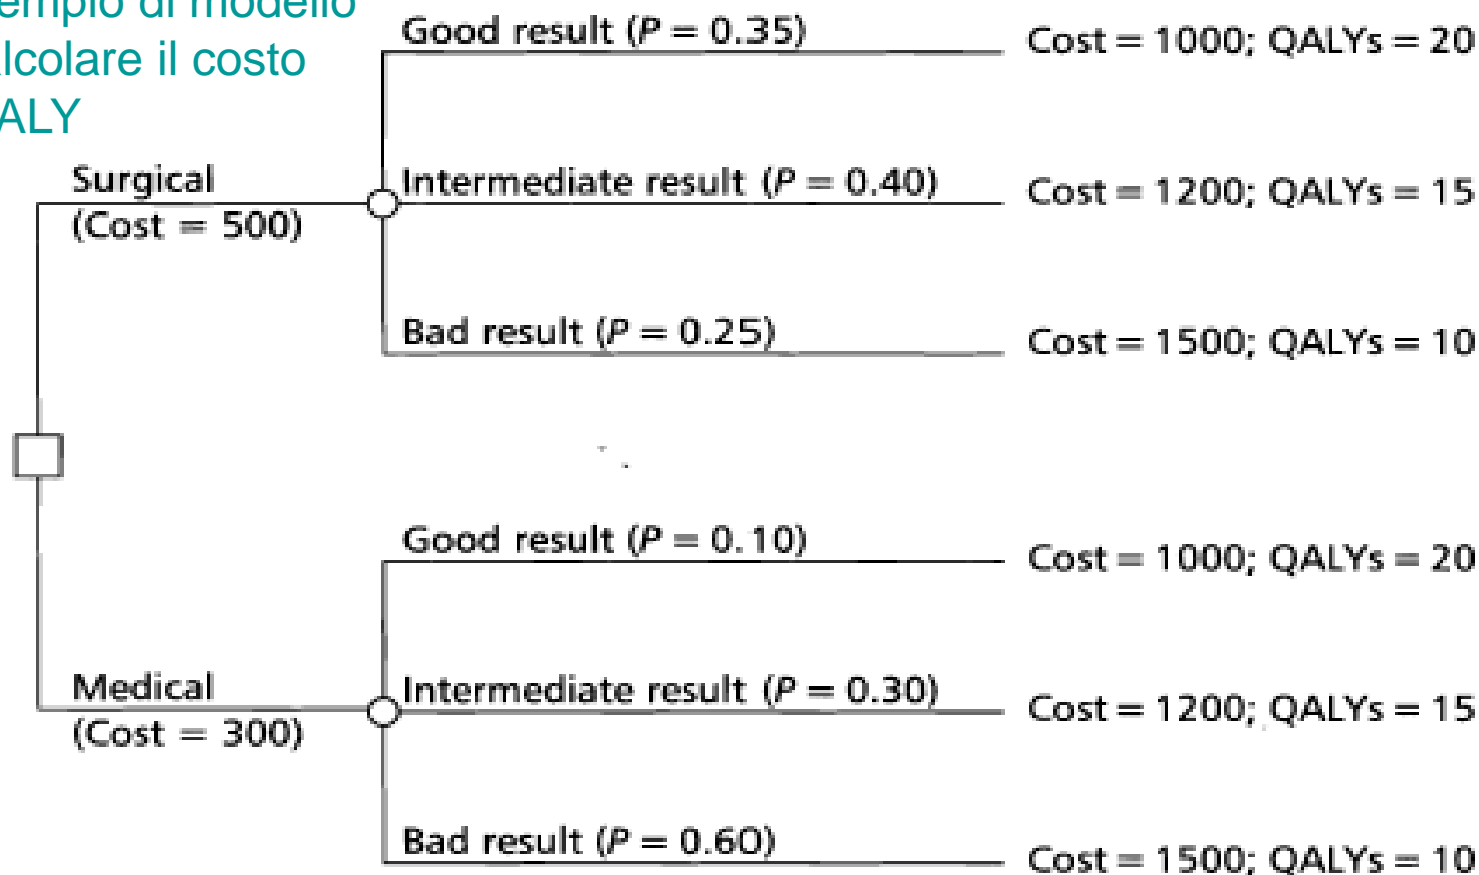 di modello
il costo
Good result (P = 0.35)
Cost = 1000; QALYs = 20
Surgical
(Cost = 500)
Intermediate result (P = 0.40)
Cost = 1200; QALYs = 15
Bad result (P = 0.25)
Cost = 1500; QALYs = 10
Good result (P = 0.10)
Cost = 1000; QALYs = 20
Medical
(Cost = 300)
Intermediate result (P = 0.30)
Cost = 1200; QALYs = 15
Bad result (P = 0.60)
Cost = 1500; QALYs = 10